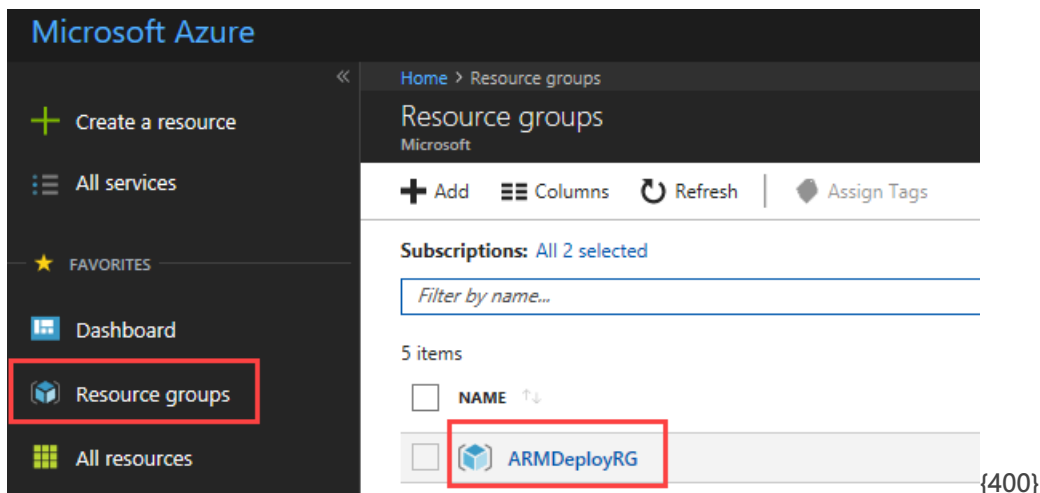 Microsoft Azure
«
Create a resource
All services
FAVORITES
Dashboard
Resource groups
All resources
Home > Resource groups
Resource groups
Microsoft
Add Columns Refresh Assign Tags
Subscriptions: All 2 selected
Filter by name...
5 items
NAME ↑↓
ARMDeployRG
{400}